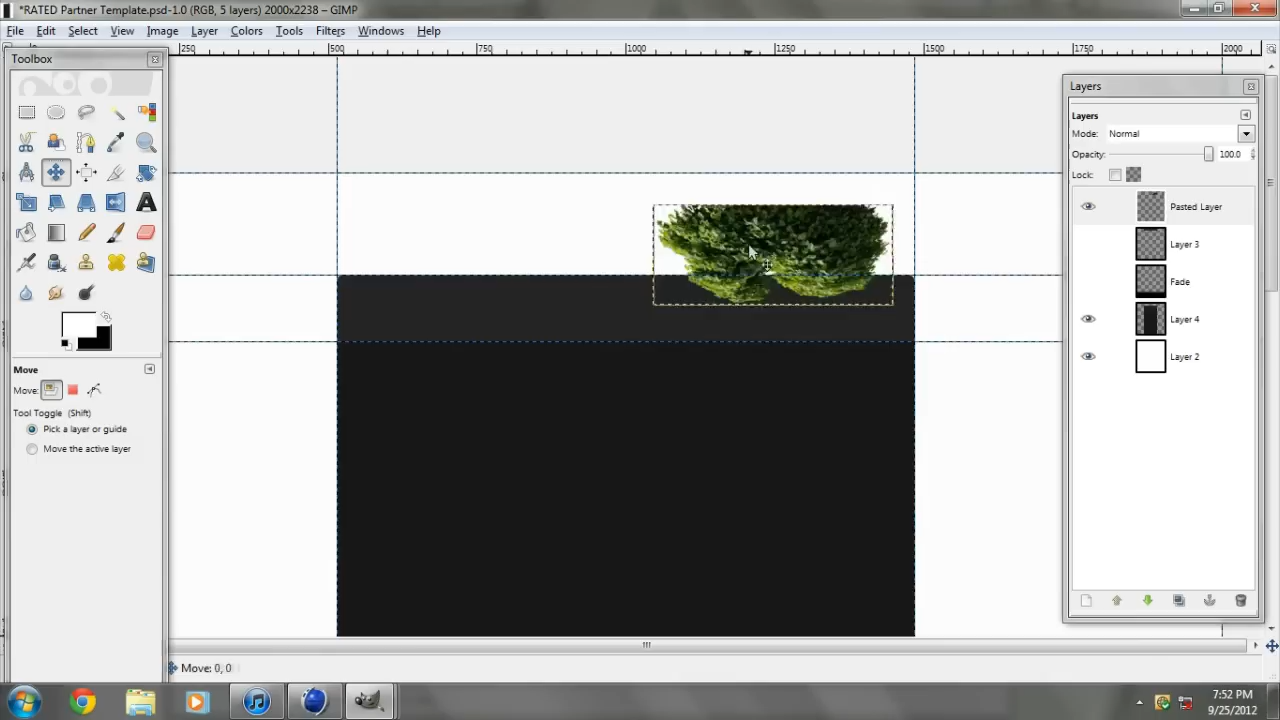 *RATED Partner Template.psd-1.0 (RGB, 5 layers) 2000x2238 – GIMP
File Edit Select View Image Layer Colors Tools Filters Windows Help
250 500 750 1000 1250 1500 1750 2000
Toolbox
Layers
Layers
Mode: Normal
Opacity: 100.0
Lock:
Pasted Layer
Layer 3
Fade
Layer 4
Layer 2
Move
Move:
Tool Toggle (Shift)
Pick a layer or guide
Move the active layer
Move: 0, 0
7:52 PM
9/25/2012